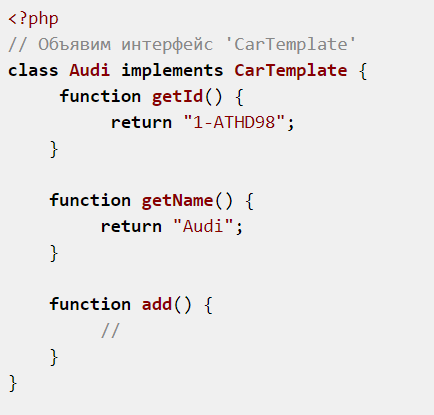 <?php
// Объявим интерфейс 'CarTemplate'
class Audi implements CarTemplate {
function getId() {
return "1-ATHD98";
}
function getName() {
return "Audi";
}
function add() {
//
}
}